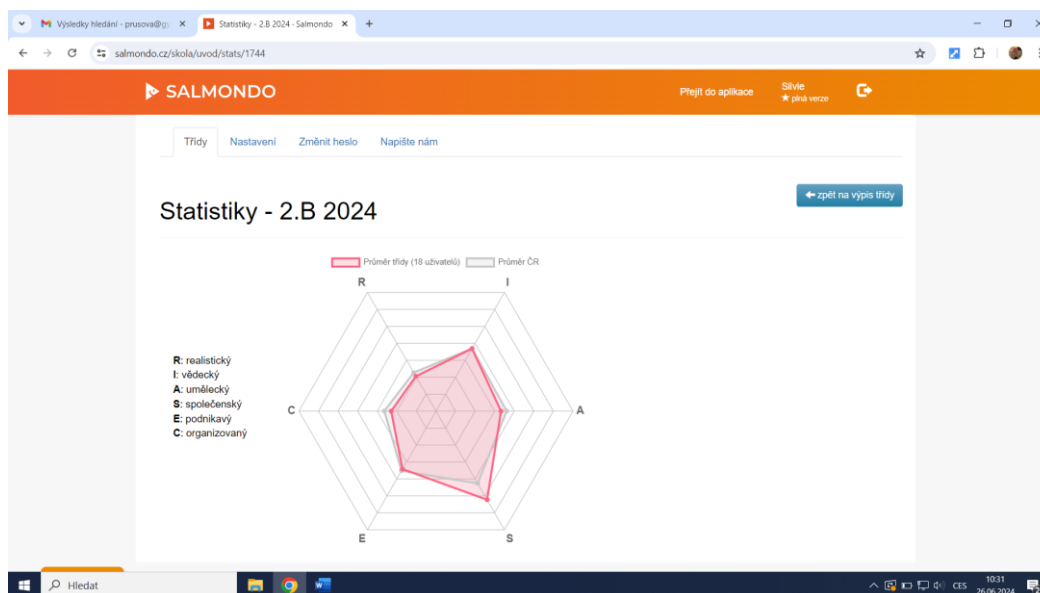 Výsledky hledání - prusova@gy
Statistiky - 2.B 2024 - Salmondo
salmondo.cz/skola/uvod/stats/1744
SALMONDO
Přejít do aplikace
Silvie
★ plná verze
Třídy Nastavení Změnit heslo Napište nám
zpět na výpis třídy
Statistiky - 2.B 2024
Průměr třídy (18 uživatelů) Průměr ČR
R I
R: realistický
I: vědecký
A: umělecký
S: společenský
E: podnikavý
C: organizovaný
C A
E S
Hledat
CES
10:31
26.06.2024